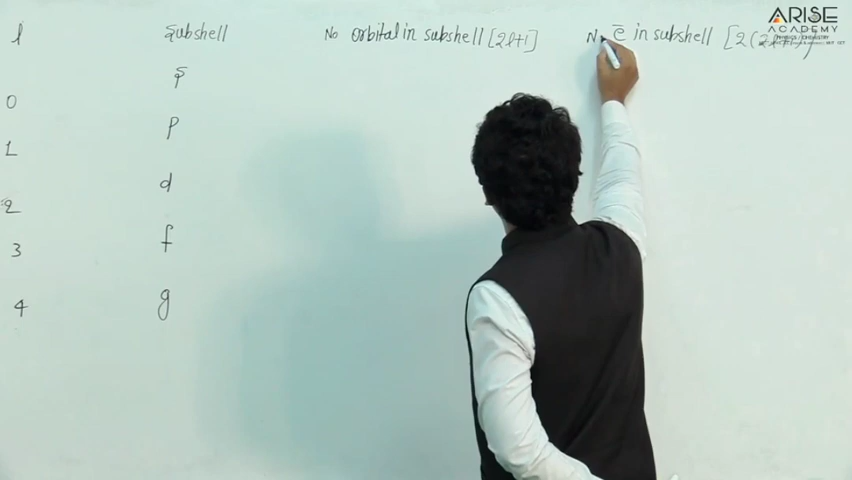 l Subshell No orbital in subshell [2l+1] No e̅ in subshell [2(2l+1)]
0 s
1 p
2 d
3 f
4 g
ARISE
ACADEMY